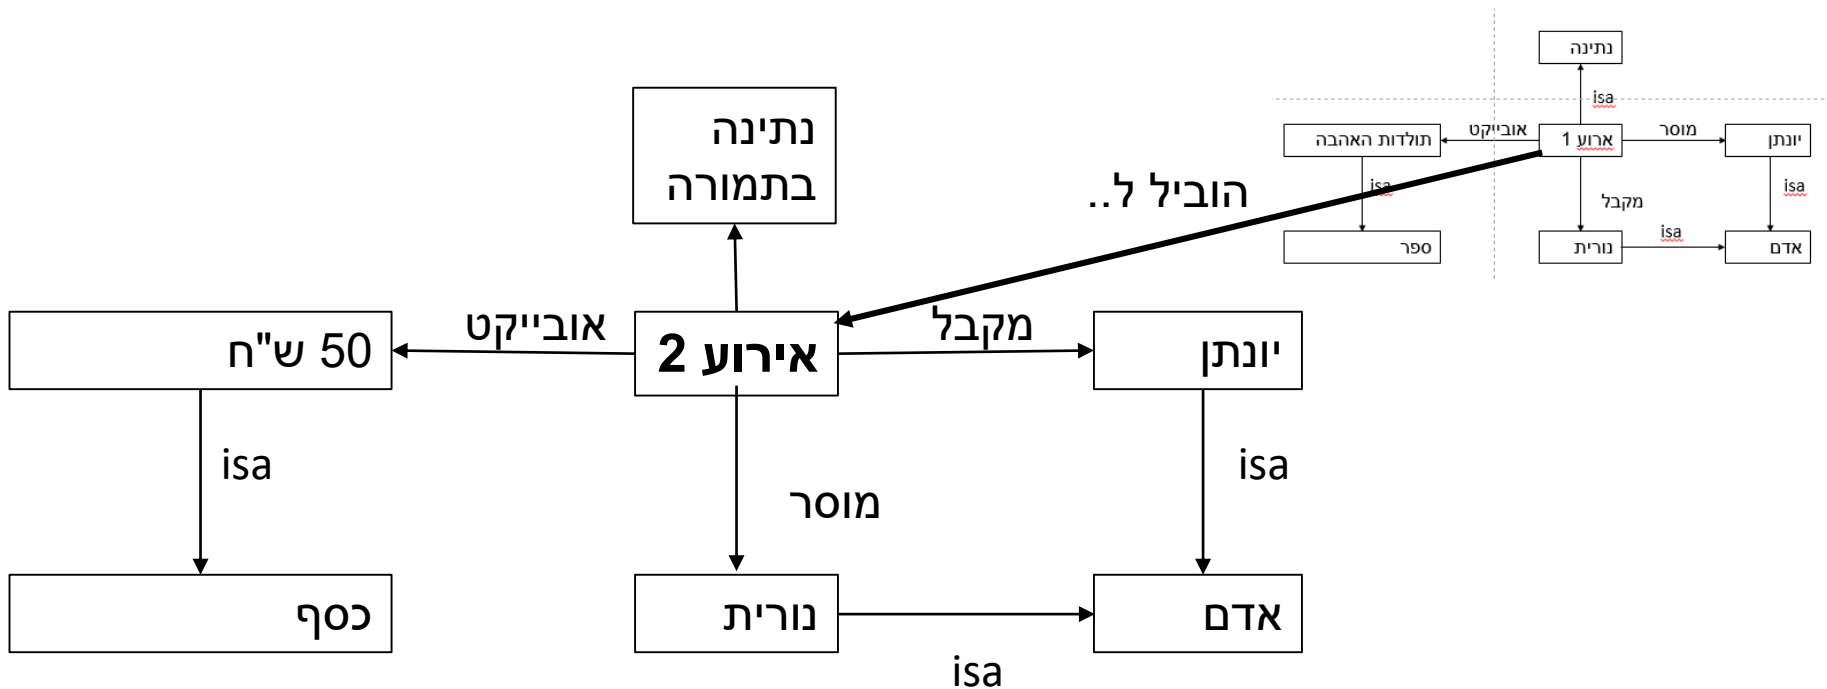 נתינה
isa
תולדות האהבה
אובייקט
ארוע 1
מוסר
יונתן
isa
isa
מקבל
ספר
נורית
isa
אדם
נתינה
בתמורה
הוביל ל..
50 ש"ח
אובייקט
אירוע 2
מקבל
יונתן
isa
מוסר
isa
כסף
נורית
isa
אדם